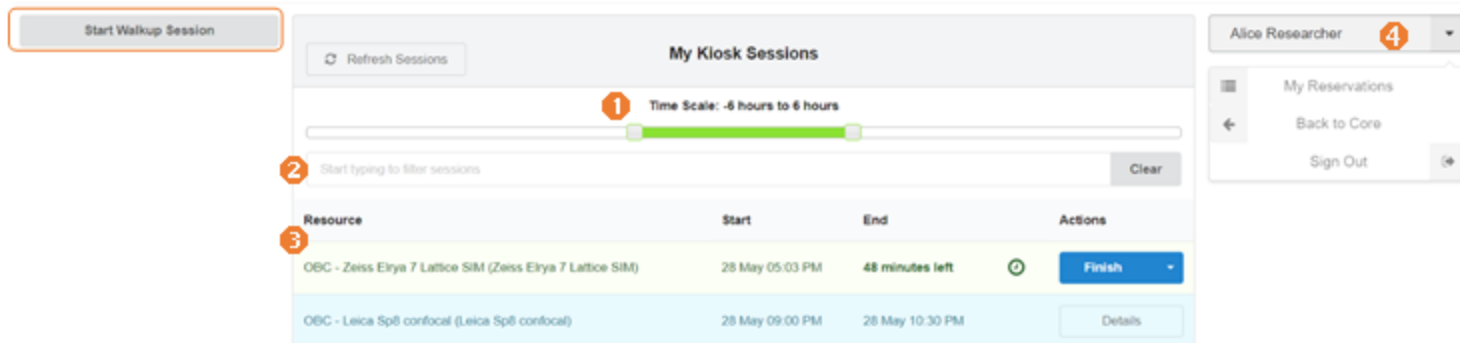 Start Walkup Session
Refresh Sessions
My Kiosk Sessions
1 Time Scale: -6 hours to 6 hours
2 Start typing to filter sessions
Clear
Resource Start End Actions
3
OBC - Zeiss Elrya 7 Lattice SIM (Zeiss Elrya 7 Lattice SIM) 28 May 05:03 PM 48 minutes left Finish
OBC - Leica Sp8 confocal (Leica Sp8 confocal) 28 May 09:00 PM 28 May 10:30 PM Details
Alice Researcher 4
My Reservations
Back to Core
Sign Out